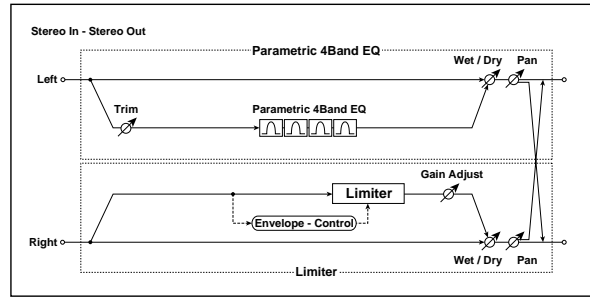 Stereo In - Stereo Out
Parametric 4Band EQ
Wet / Dry
Pan
Left
Trim
Parametric 4Band EQ
Gain Adjust
Limiter
Envelope - Control
Right
Wet / Dry
Pan
Limiter